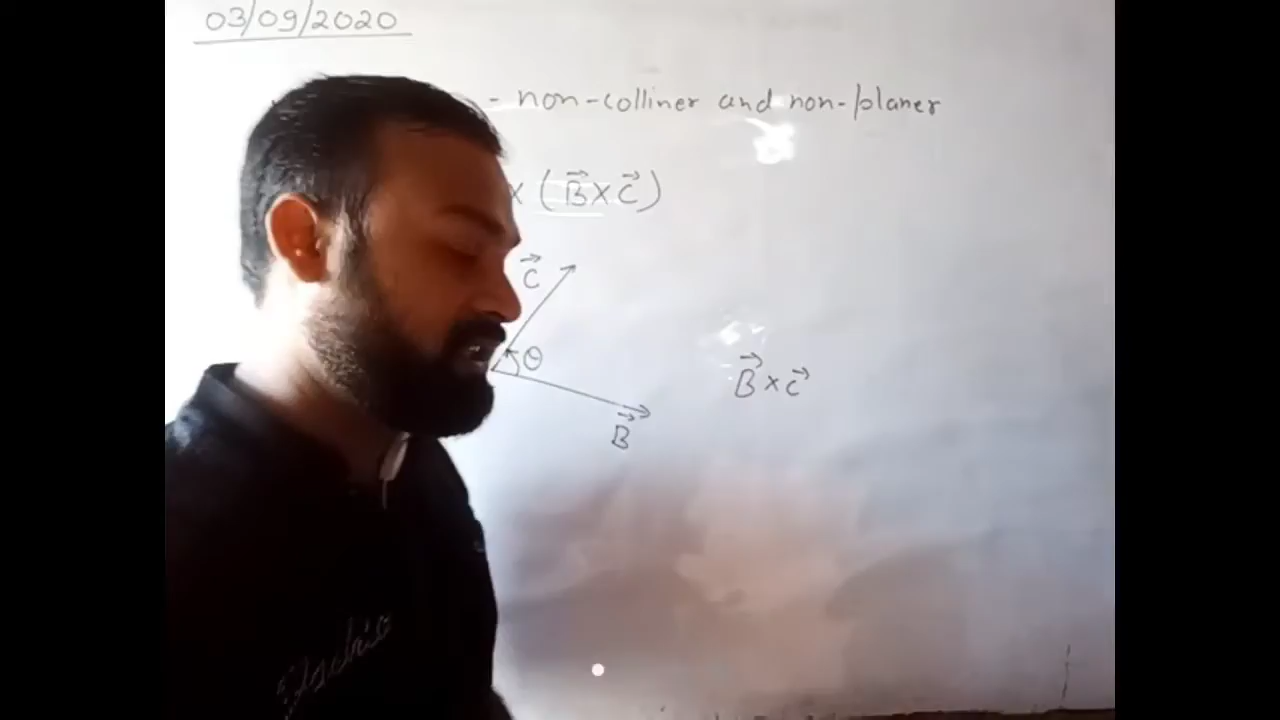 03/09/2020
- non-colliner and non-planer
× (B⃗×C⃗)
C⃗
θ
B⃗×C⃗
B⃗